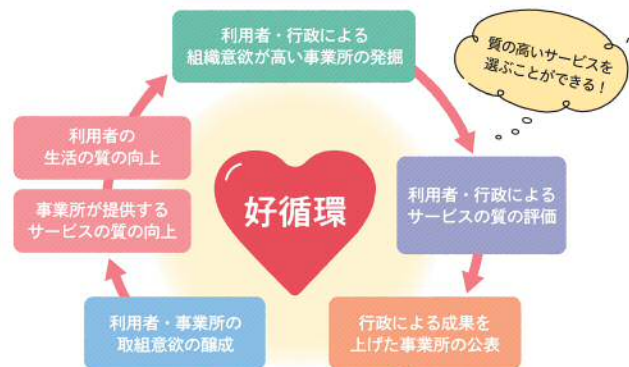 利用者・行政による
組織意欲が高い事業所の発掘
質の高いサービスを
選ぶことができる！
利用者の
生活の質の向上
事業所が提供する
サービスの質の向上
好循環
利用者・行政による
サービスの質の評価
利用者・事業所の
取組意欲の醸成
行政による成果を
上げた事業所の公表